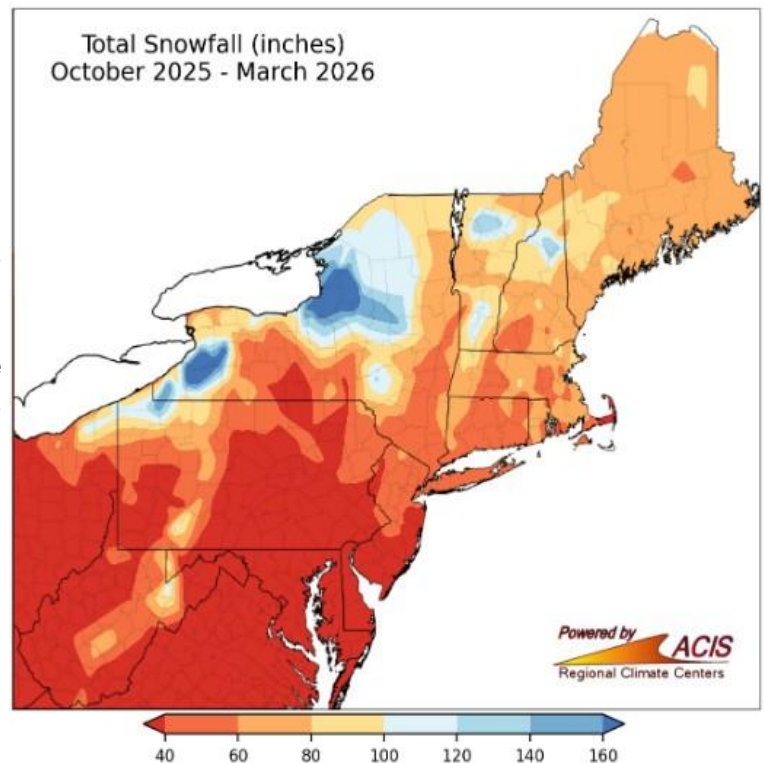 Total Snowfall (inches)
October 2025 - March 2026
Powered by
ACIS
Regional Climate Centers
40 60 80 100 120 140 160